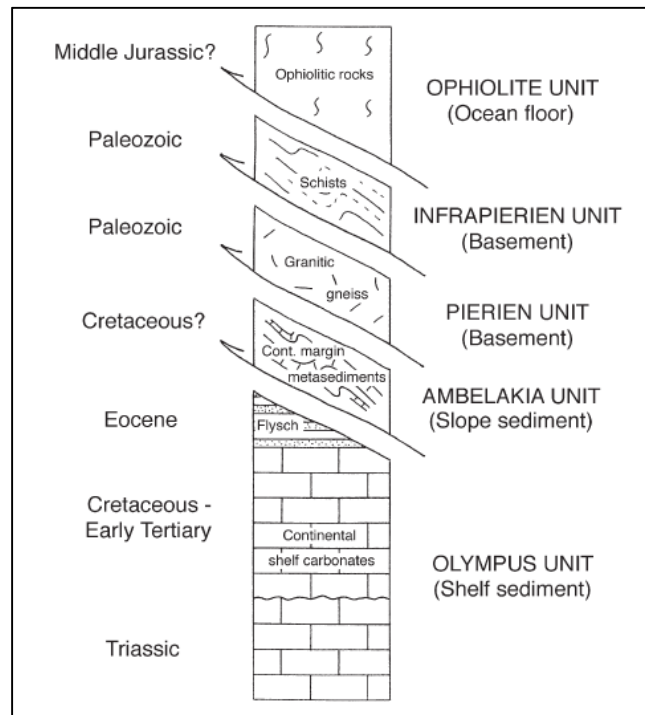 Middle Jurassic?
Ophiolitic rocks
OPHIOLITE UNIT
(Ocean floor)
Paleozoic
Schists
INFRAPIERIEN UNIT
(Basement)
Paleozoic
Granitic
gneiss
PIERIEN UNIT
(Basement)
Cretaceous?
Cont. margin
metasediments
AMBELAKIA UNIT
(Slope sediment)
Eocene
Flysch
Cretaceous -
Early Tertiary
Continental
shelf carbonates
OLYMPUS UNIT
(Shelf sediment)
Triassic